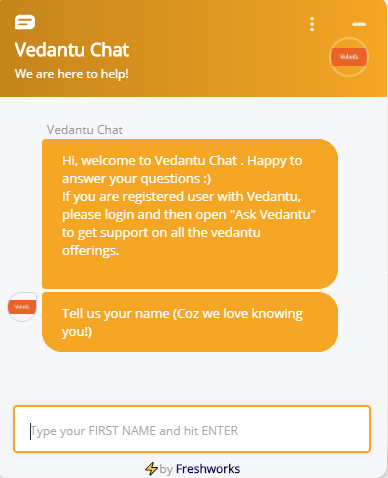 Vedantu Chat
We are here to help!
Vedantu
Vedantu Chat
Hi, welcome to Vedantu Chat . Happy to
answer your questions :)
If you are registered user with Vedantu,
please login and then open "Ask Vedantu"
to get support on all the vedantu
offerings.
Vedantu
Tell us your name (Coz we love knowing
you!)
Type your FIRST NAME and hit ENTER
by Freshworks